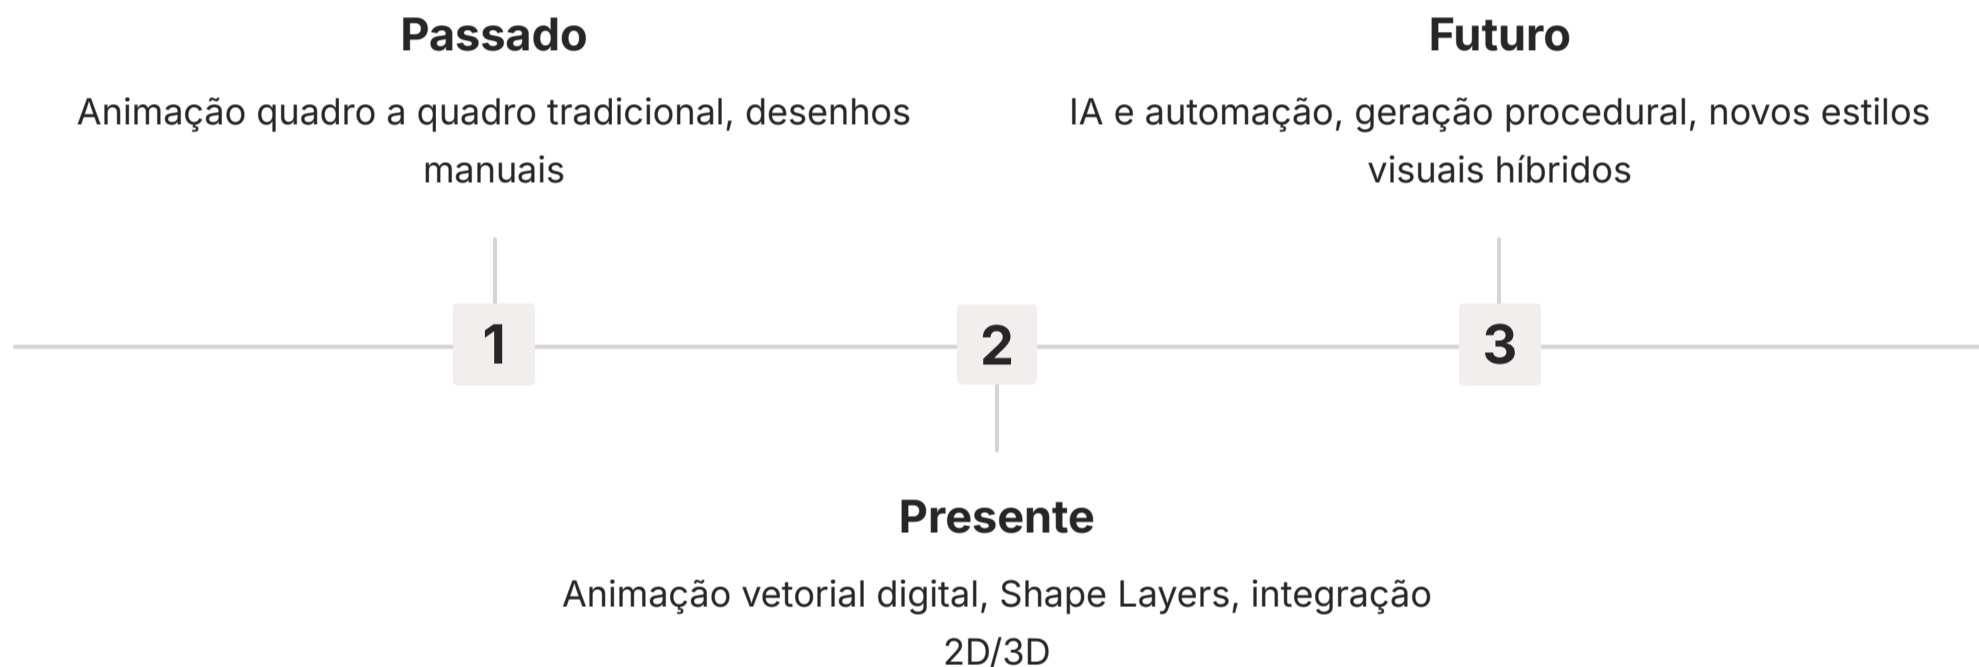 Passado
Animação quadro a quadro tradicional, desenhos
manuais
Futuro
IA e automação, geração procedural, novos estilos
visuais híbridos
1
2
3
Presente
Animação vetorial digital, Shape Layers, integração
2D/3D